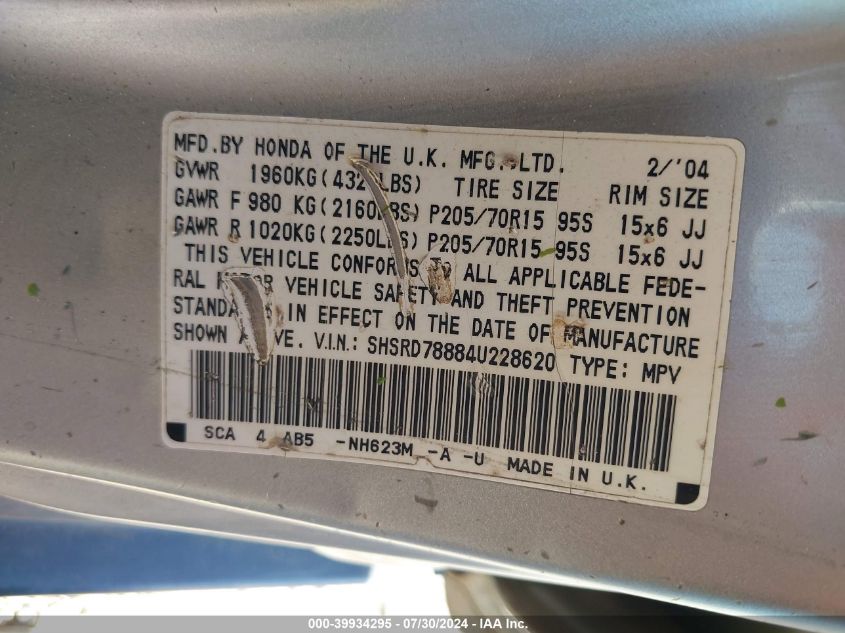 MFD.BY HONDA OF THE U.K. MFG. LTD. 2/'04
GVWR 1960KG( LBS) TIRE SIZE RIM SIZE
GAWR F 980 KG(2160LBS) P205/70R15 95S 15x6 JJ
GAWR R 1020KG(2250LBS) P205/70R15 95S 15x6 JJ
THIS VEHICLE CONFORMS TO ALL APPLICABLE FEDE-
RAL MOTOR VEHICLE SAFETY AND THEFT PREVENTION
STANDARDS IN EFFECT ON THE DATE OF MANUFACTURE
SHOWN ABOVE. V.I.N.: SHSRD78884U228620 TYPE: MPV
SCA 4 AB5 -NH623M -A -U MADE IN U.K.
000-39934295 - 07/30/2024 - IAA Inc.